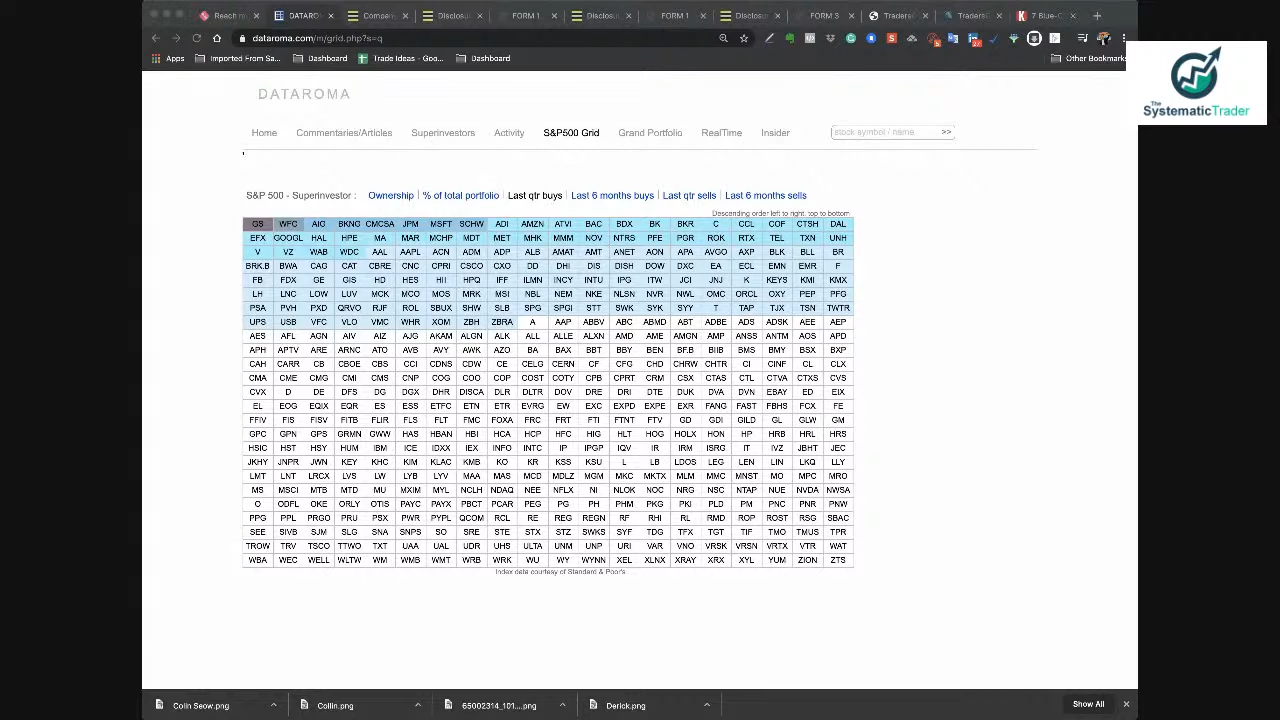 Reach m
DATAROM
Compan
Disclosu
FORM 1
Disclosu
FORM 1
Disclosu
FORM 3
TradersG
TradersG
7 Blue-C
dataroma.com/m/grid.php?s=q
Apps Imported From Sa... Dashboard Trade Ideas - Goo... Dashboard Other Bookmarks
The
SystematicTrader
DATAROMA
Home Commentaries/Articles Superinvestors Activity S&P500 Grid Grand Portfolio RealTime Insider stock symbol / name >>
S&P 500 - Superinvestor : Ownership | % of total portfolio | Last qtr buys | Last 6 months buys | Last qtr sells | Last 6 months sells
Descending order left to right, top to bottom
GS WFC AIG BKNG CMCSA JPM MSFT SCHW ADI AMZN ATVI BAC BDX BK BKR C CCL COF CTSH DAL
EFX GOOGL HAL HPE MA MAR MCHP MDT MET MHK MMM NOV NTRS PFE PGR ROK RTX TEL TXN UNH
V VZ WAB WDC AAL AAPL ACN ADM ADP ALB AMAT AMT ANET AON APA AVGO AXP BLK BLL BR
BRK.B BWA CAG CAT CBRE CNC CPRI CSCO CXO DD DHI DIS DISH DOW DXC EA ECL EMN EMR F
FB FDX GE GIS HD HES HII HPQ IFF ILMN INCY INTU IPG ITW JCI JNJ K KEYS KMI KMX
LH LNC LOW LUV MCK MCO MOS MRK MSI NBL NEM NKE NLSN NVR NWL OMC ORCL OXY PEP PFG
PSA PVH PXD QRVO RJF ROL SBUX SHW SLB SPG SPGI STT SWK SYK SYY T TAP TJX TSN TWTR
UPS USB VFC VLO VMC WHR XOM ZBH ZBRA A AAP ABBV ABC ABMD ABT ADBE ADS ADSK AEE AEP
AES AFL AGN AIV AIZ AJG AKAM ALGN ALK ALL ALLE ALXN AMD AME AMGN AMP ANSS ANTM AOS APD
APH APTV ARE ARNC ATO AVB AVY AWK AZO BA BAX BBT BBY BEN BF.B BIIB BMS BMY BSX BXP
CAH CARR CB CBOE CBS CCI CDNS CDW CE CELG CERN CF CFG CHD CHRW CHTR CI CINF CL CLX
CMA CME CMG CMI CMS CNP COG COO COP COST COTY CPB CPRT CRM CSX CTAS CTL CTVA CTXS CVS
CVX D DE DFS DG DGX DHR DISCA DLR DLTR DOV DRE DRI DTE DUK DVA DVN EBAY ED EIX
EL EOG EQIX EQR ES ESS ETFC ETN ETR EVRG EW EXC EXPD EXPE EXR FANG FAST FBHS FCX FE
FFIV FIS FISV FITB FLIR FLS FLT FMC FOXA FRC FRT FTI FTNT FTV GD GDI GILD GL GLW GM
GPC GPN GPS GRMN GWW HAS HBAN HBI HCA HCP HFC HIG HLT HOG HOLX HON HP HRB HRL HRS
HSIC HST HSY HUM IBM ICE IDXX IEX INFO INTC IP IPGP IQV IR IRM ISRG IT IVZ JBHT JEC
JKHY JNPR JWN KEY KHC KIM KLAC KMB KO KR KSS KSU L LB LDOS LEG LEN LIN LKQ LLY
LMT LNT LRCX LVS LW LYB LYV MAA MAS MCD MDLZ MGM MKC MKTX MLM MMC MNST MO MPC MRO
MS MSCI MTB MTD MU MXIM MYL NCLH NDAQ NEE NFLX NI NLOK NOC NRG NSC NTAP NUE NVDA NWSA
O ODFL OKE ORLY OTIS PAYC PAYX PBCT PCAR PEG PG PH PHM PKG PKI PLD PM PNC PNR PNW
PPG PPL PRGO PRU PSX PWR PYPL QCOM RCL RE REG REGN RF RHI RL RMD ROP ROST RSG SBAC
SEE SIVB SJM SLG SNA SNPS SO SRE STE STX STZ SWKS SYF TDG TFX TGT TIF TMO TMUS TPR
TROW TRV TSCO TTWO TXT UAA UAL UDR UHS ULTA UNM UNP URI VAR VNO VRSK VRSN VRTX VTR WAT
WBA WEC WELL WLTW WM WMB WMT WRB WRK WU WY WYNN XEL XLNX XRAY XRX XYL YUM ZION ZTS
Index data courtesy of Standard & Poor's
Colin Seow.png Collin.png 65002314_101....png Derick.png Show All